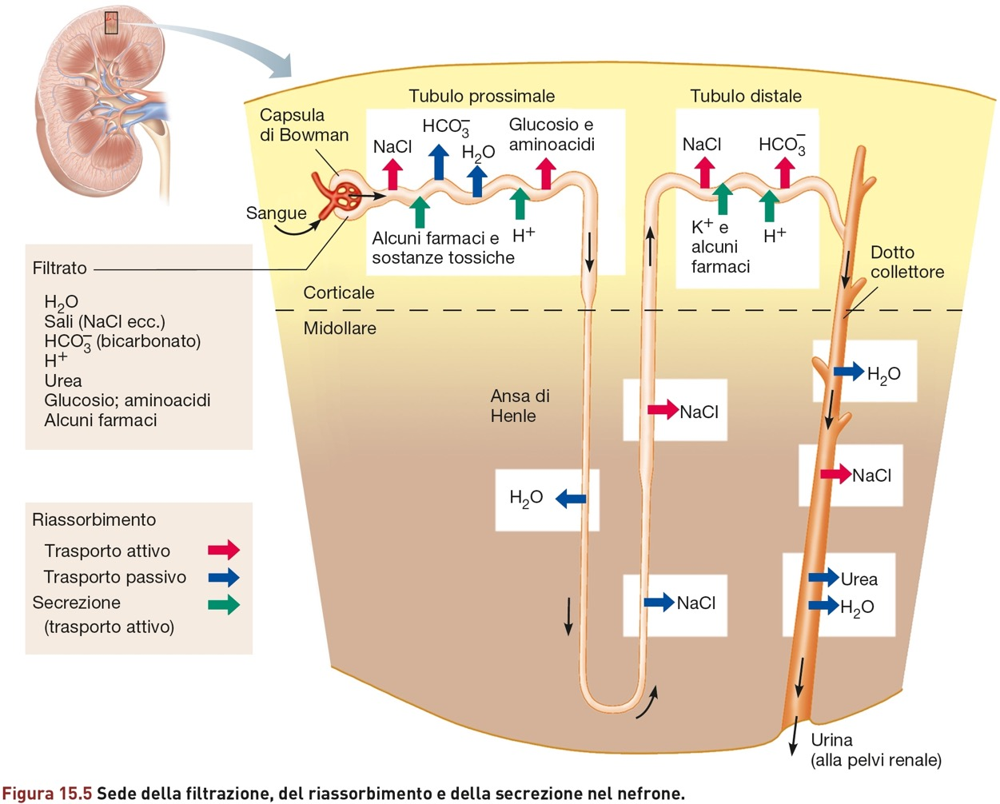 Tubulo prossimale
Tubulo distale
Capsula
di Bowman
NaCl
HCO3−
H2O
Glucosio e
aminoacidi
NaCl
HCO3−
Sangue
Alcuni farmaci e
sostanze tossiche
H+
K+ e
alcuni
farmaci
H+
Dotto
collettore
Filtrato
H2O
Sali (NaCl ecc.)
HCO3− (bicarbonato)
H+
Urea
Glucosio; aminoacidi
Alcuni farmaci
Corticale
Midollare
Ansa di
Henle
H2O
NaCl
NaCl
H2O
NaCl
Urea
H2O
Riassorbimento
Trasporto attivo
Trasporto passivo
Secrezione
(trasporto attivo)
Urina
(alla pelvi renale)
Figura 15.5 Sede della filtrazione, del riassorbimento e della secrezione nel nefrone.